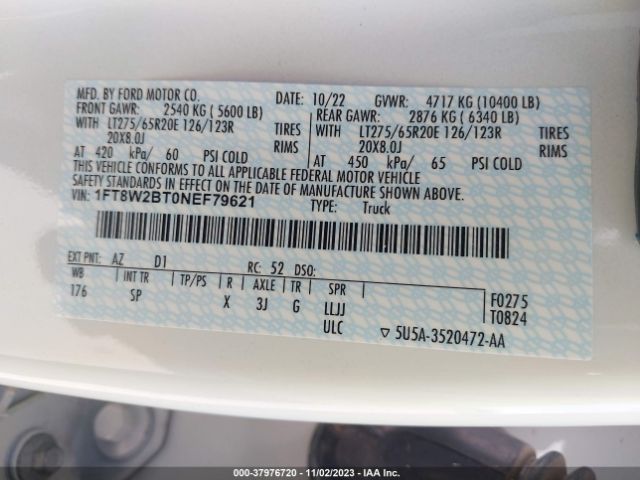 MFD. BY FORD MOTOR CO. DATE: 10/22 GVWR: 4717 KG (10400 LB)
FRONT GAWR: 2540 KG ( 5600 LB) REAR GAWR: 2876 KG ( 6340 LB)
WITH LT275/65R20E 126/123R TIRES WITH LT275/65R20E 126/123R TIRES
20X8.0J RIMS 20X8.0J RIMS
AT 420 kPa/ 60 PSI COLD AT 450 kPa/ 65 PSI COLD
THIS VEHICLE CONFORMS TO ALL APPLICABLE FEDERAL MOTOR VEHICLE
SAFETY STANDARDS IN EFFECT ON THE DATE OF MANUFACTURE SHOWN ABOVE.
VIN: 1FT8W2BT0NEF79621 TYPE: Truck
EXT PNT: AZ D1 RC: 52 DSO:
WB INT TR TP/PS R AXLE TR SPR
176 SP X 3J G LLJJ
ULC
F0275
T0824
▽ 5U5A-3520472-AA
000-37976720 - 11/02/2023 - IAA Inc.